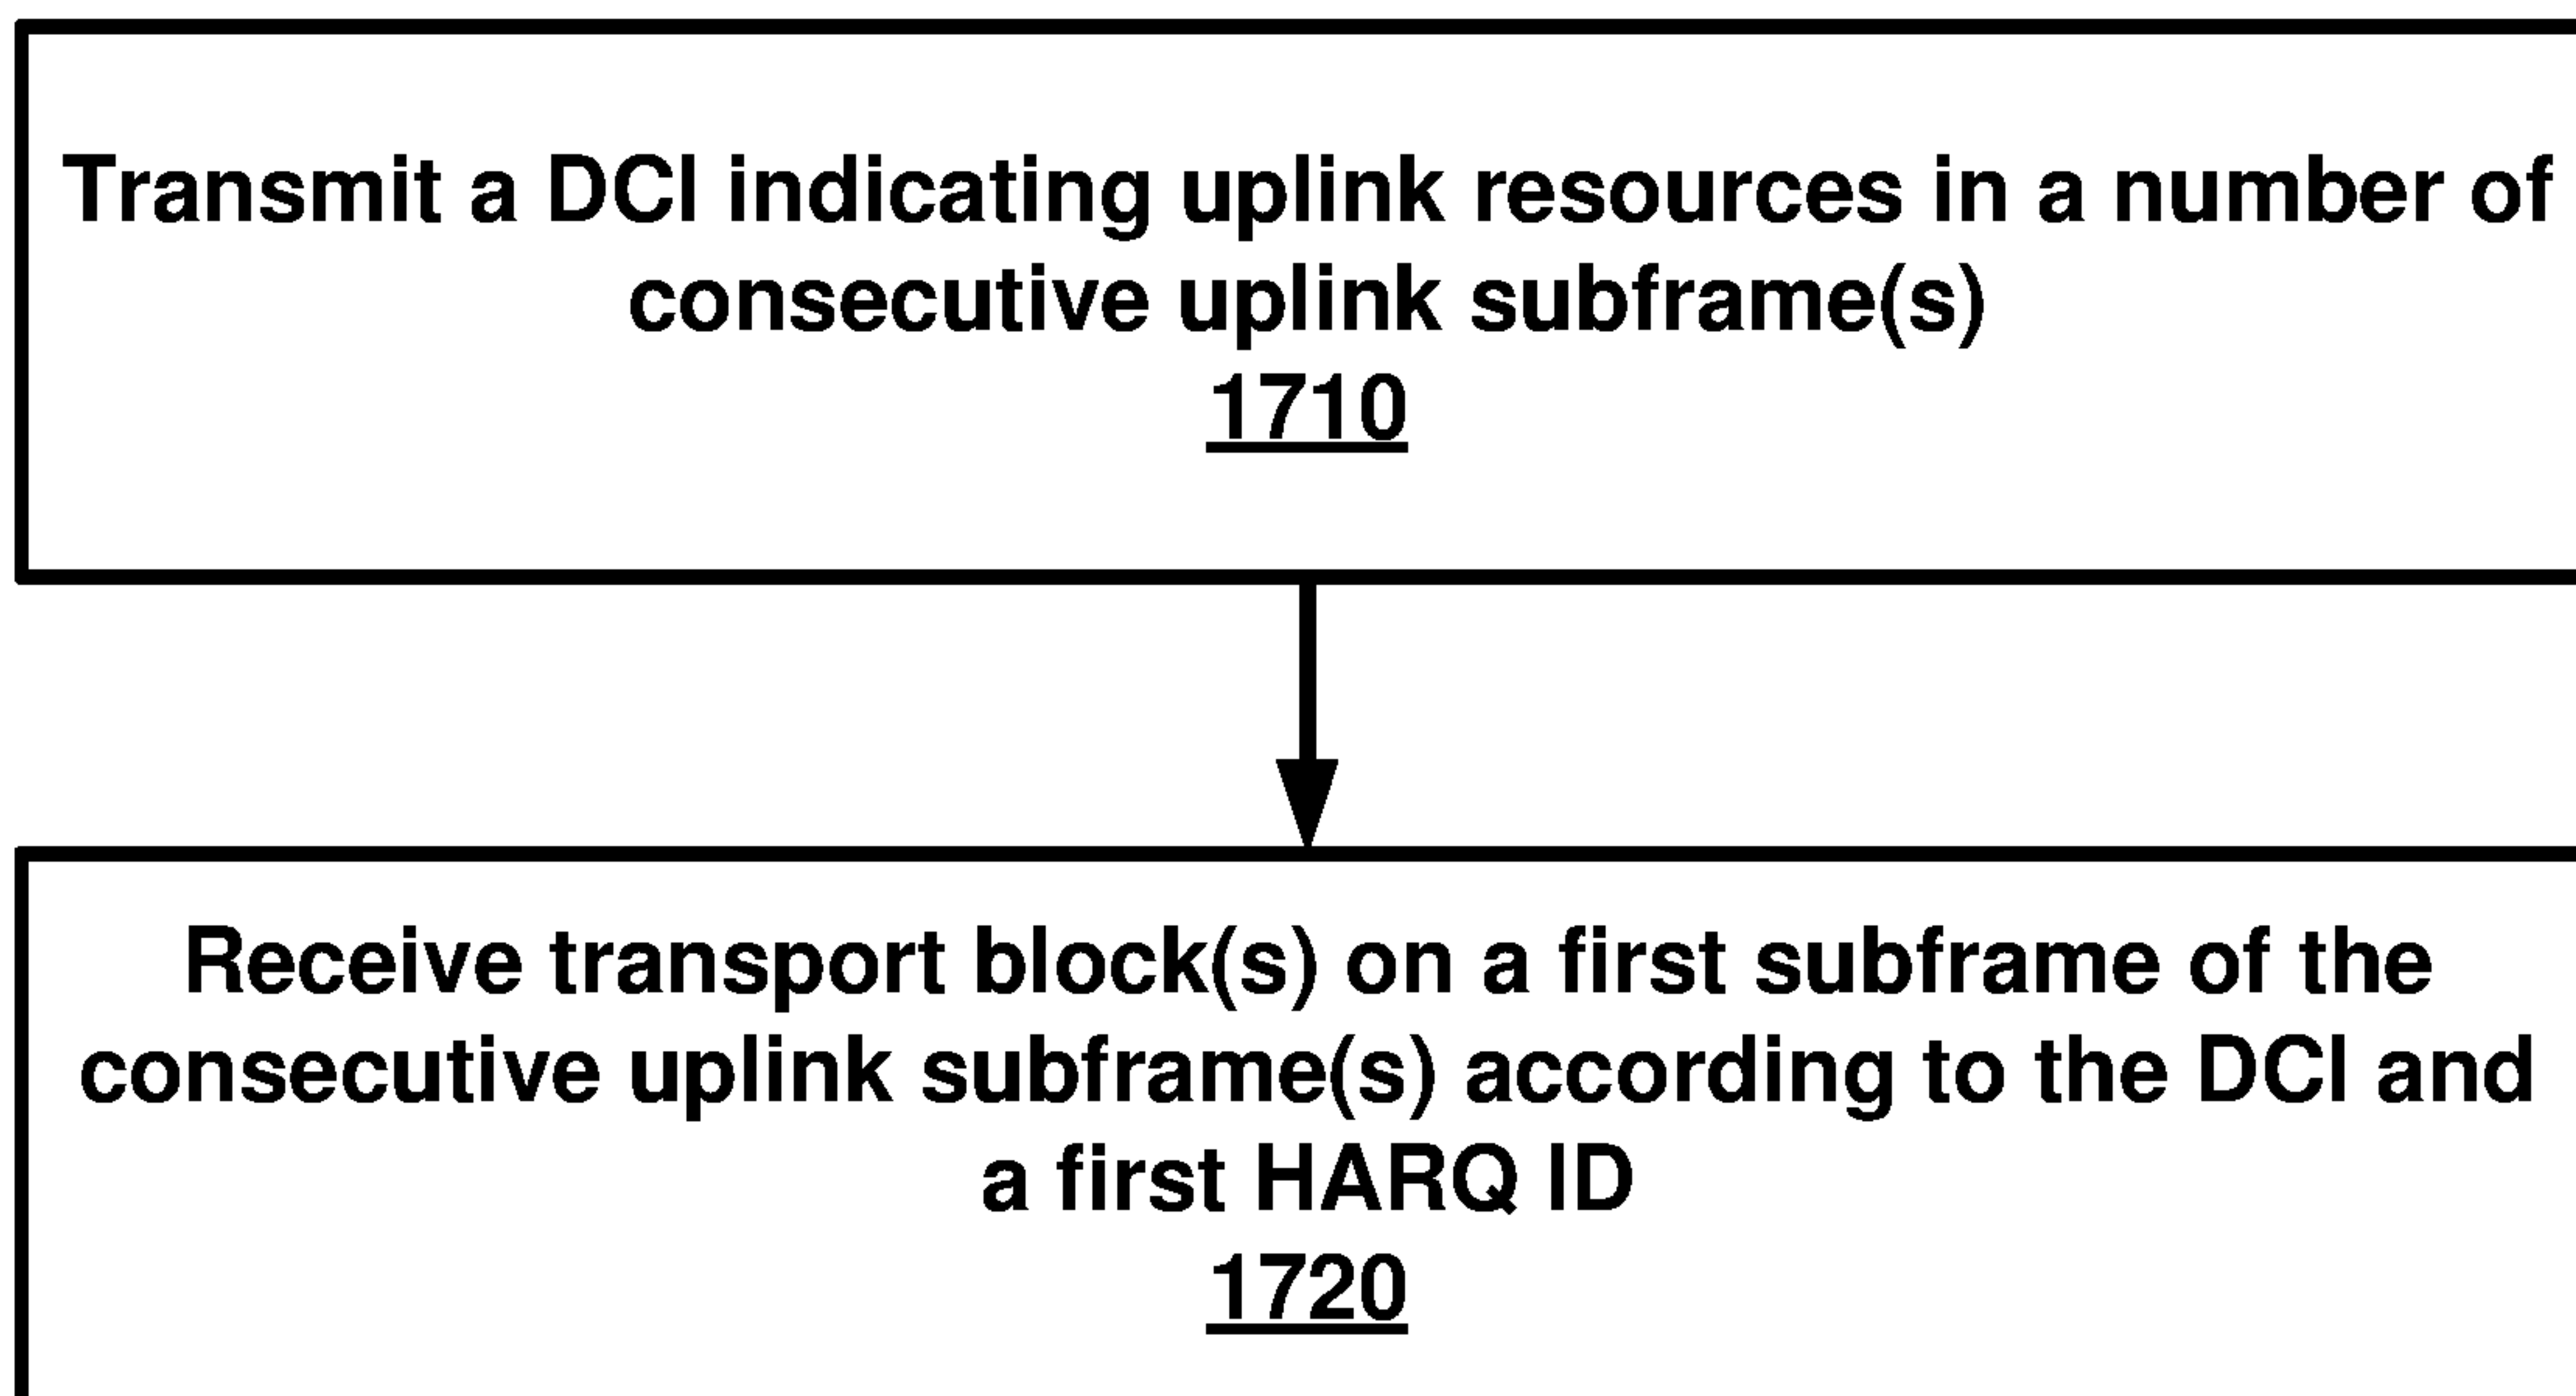 Transmit a DCI indicating uplink resources in a number of
consecutive uplink subframe(s)
1710
Receive transport block(s) on a first subframe of the
consecutive uplink subframe(s) according to the DCI and
a first HARQ ID
1720